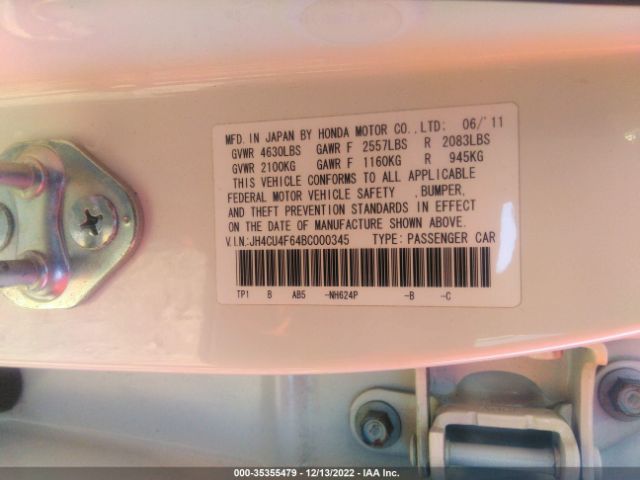 MFD. IN JAPAN BY HONDA MOTOR CO.,LTD: 06/'11
GVWR 4630LBS GAWR F 2557LBS R 2083LBS
GVWR 2100KG GAWR F 1160KG R 945KG
THIS VEHICLE CONFORMS TO ALL APPLICABLE
FEDERAL MOTOR VEHICLE SAFETY ,BUMPER,
AND THEFT PREVENTION STANDARDS IN EFFECT
ON THE DATE OF MANUFACTURE SHOWN ABOVE.
V.I.N.:JH4CU4F64BC000345 TYPE: PASSENGER CAR
TP1 B AB5 -NH624P -B -C
000-35355479 - 12/13/2022 - IAA Inc.